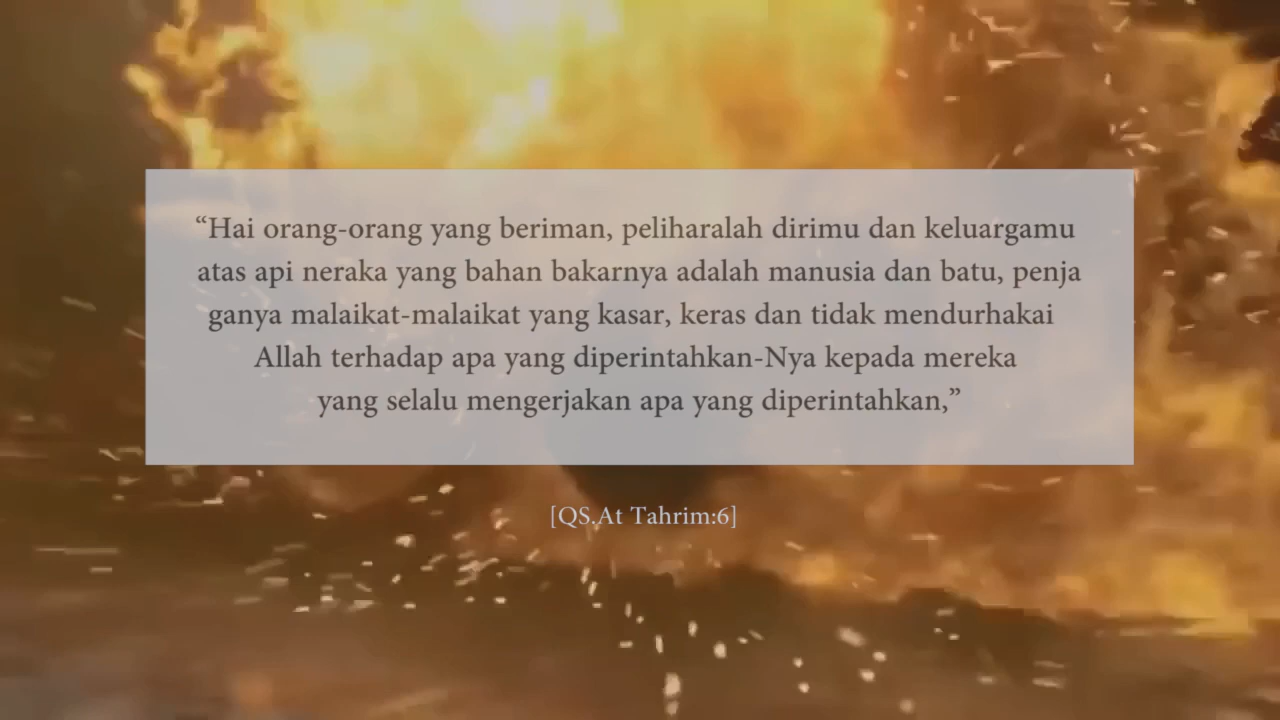 “Hai orang-orang yang beriman, peliharalah dirimu dan keluargamu
atas api neraka yang bahan bakarnya adalah manusia dan batu, penja
ganya malaikat-malaikat yang kasar, keras dan tidak mendurhakai
Allah terhadap apa yang diperintahkan-Nya kepada mereka
yang selalu mengerjakan apa yang diperintahkan,”
[QS.At Tahrim:6]